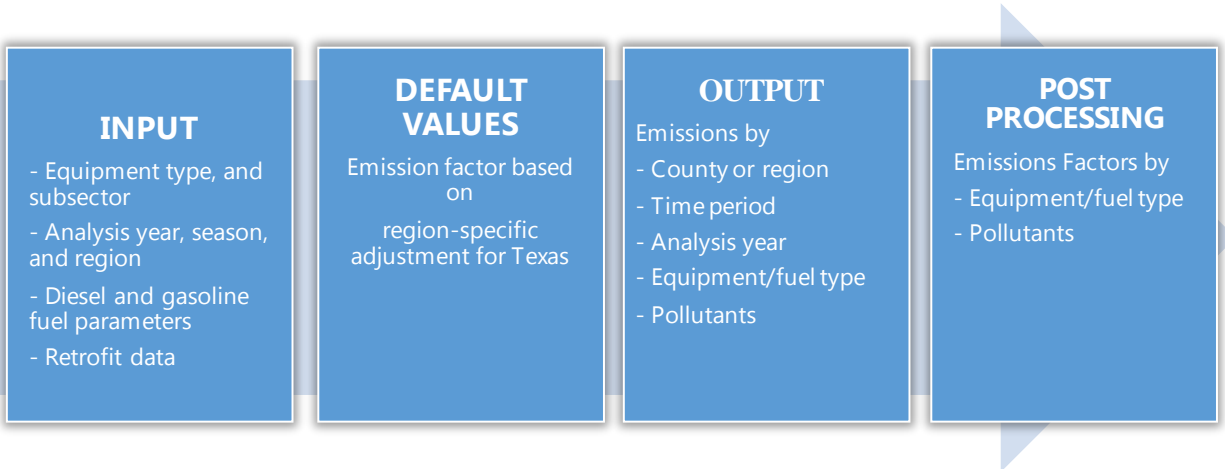 INPUT
- Equipment type, and
subsector
- Analysis year, season,
and region
- Diesel and gasoline
fuel parameters
- Retrofit data
DEFAULT
VALUES
Emission factor based
on
region-specific
adjustment for Texas
OUTPUT
Emissions by
- County or region
- Time period
- Analysis year
- Equipment/fuel type
- Pollutants
POST
PROCESSING
Emissions Factors by
- Equipment/fuel type
- Pollutants